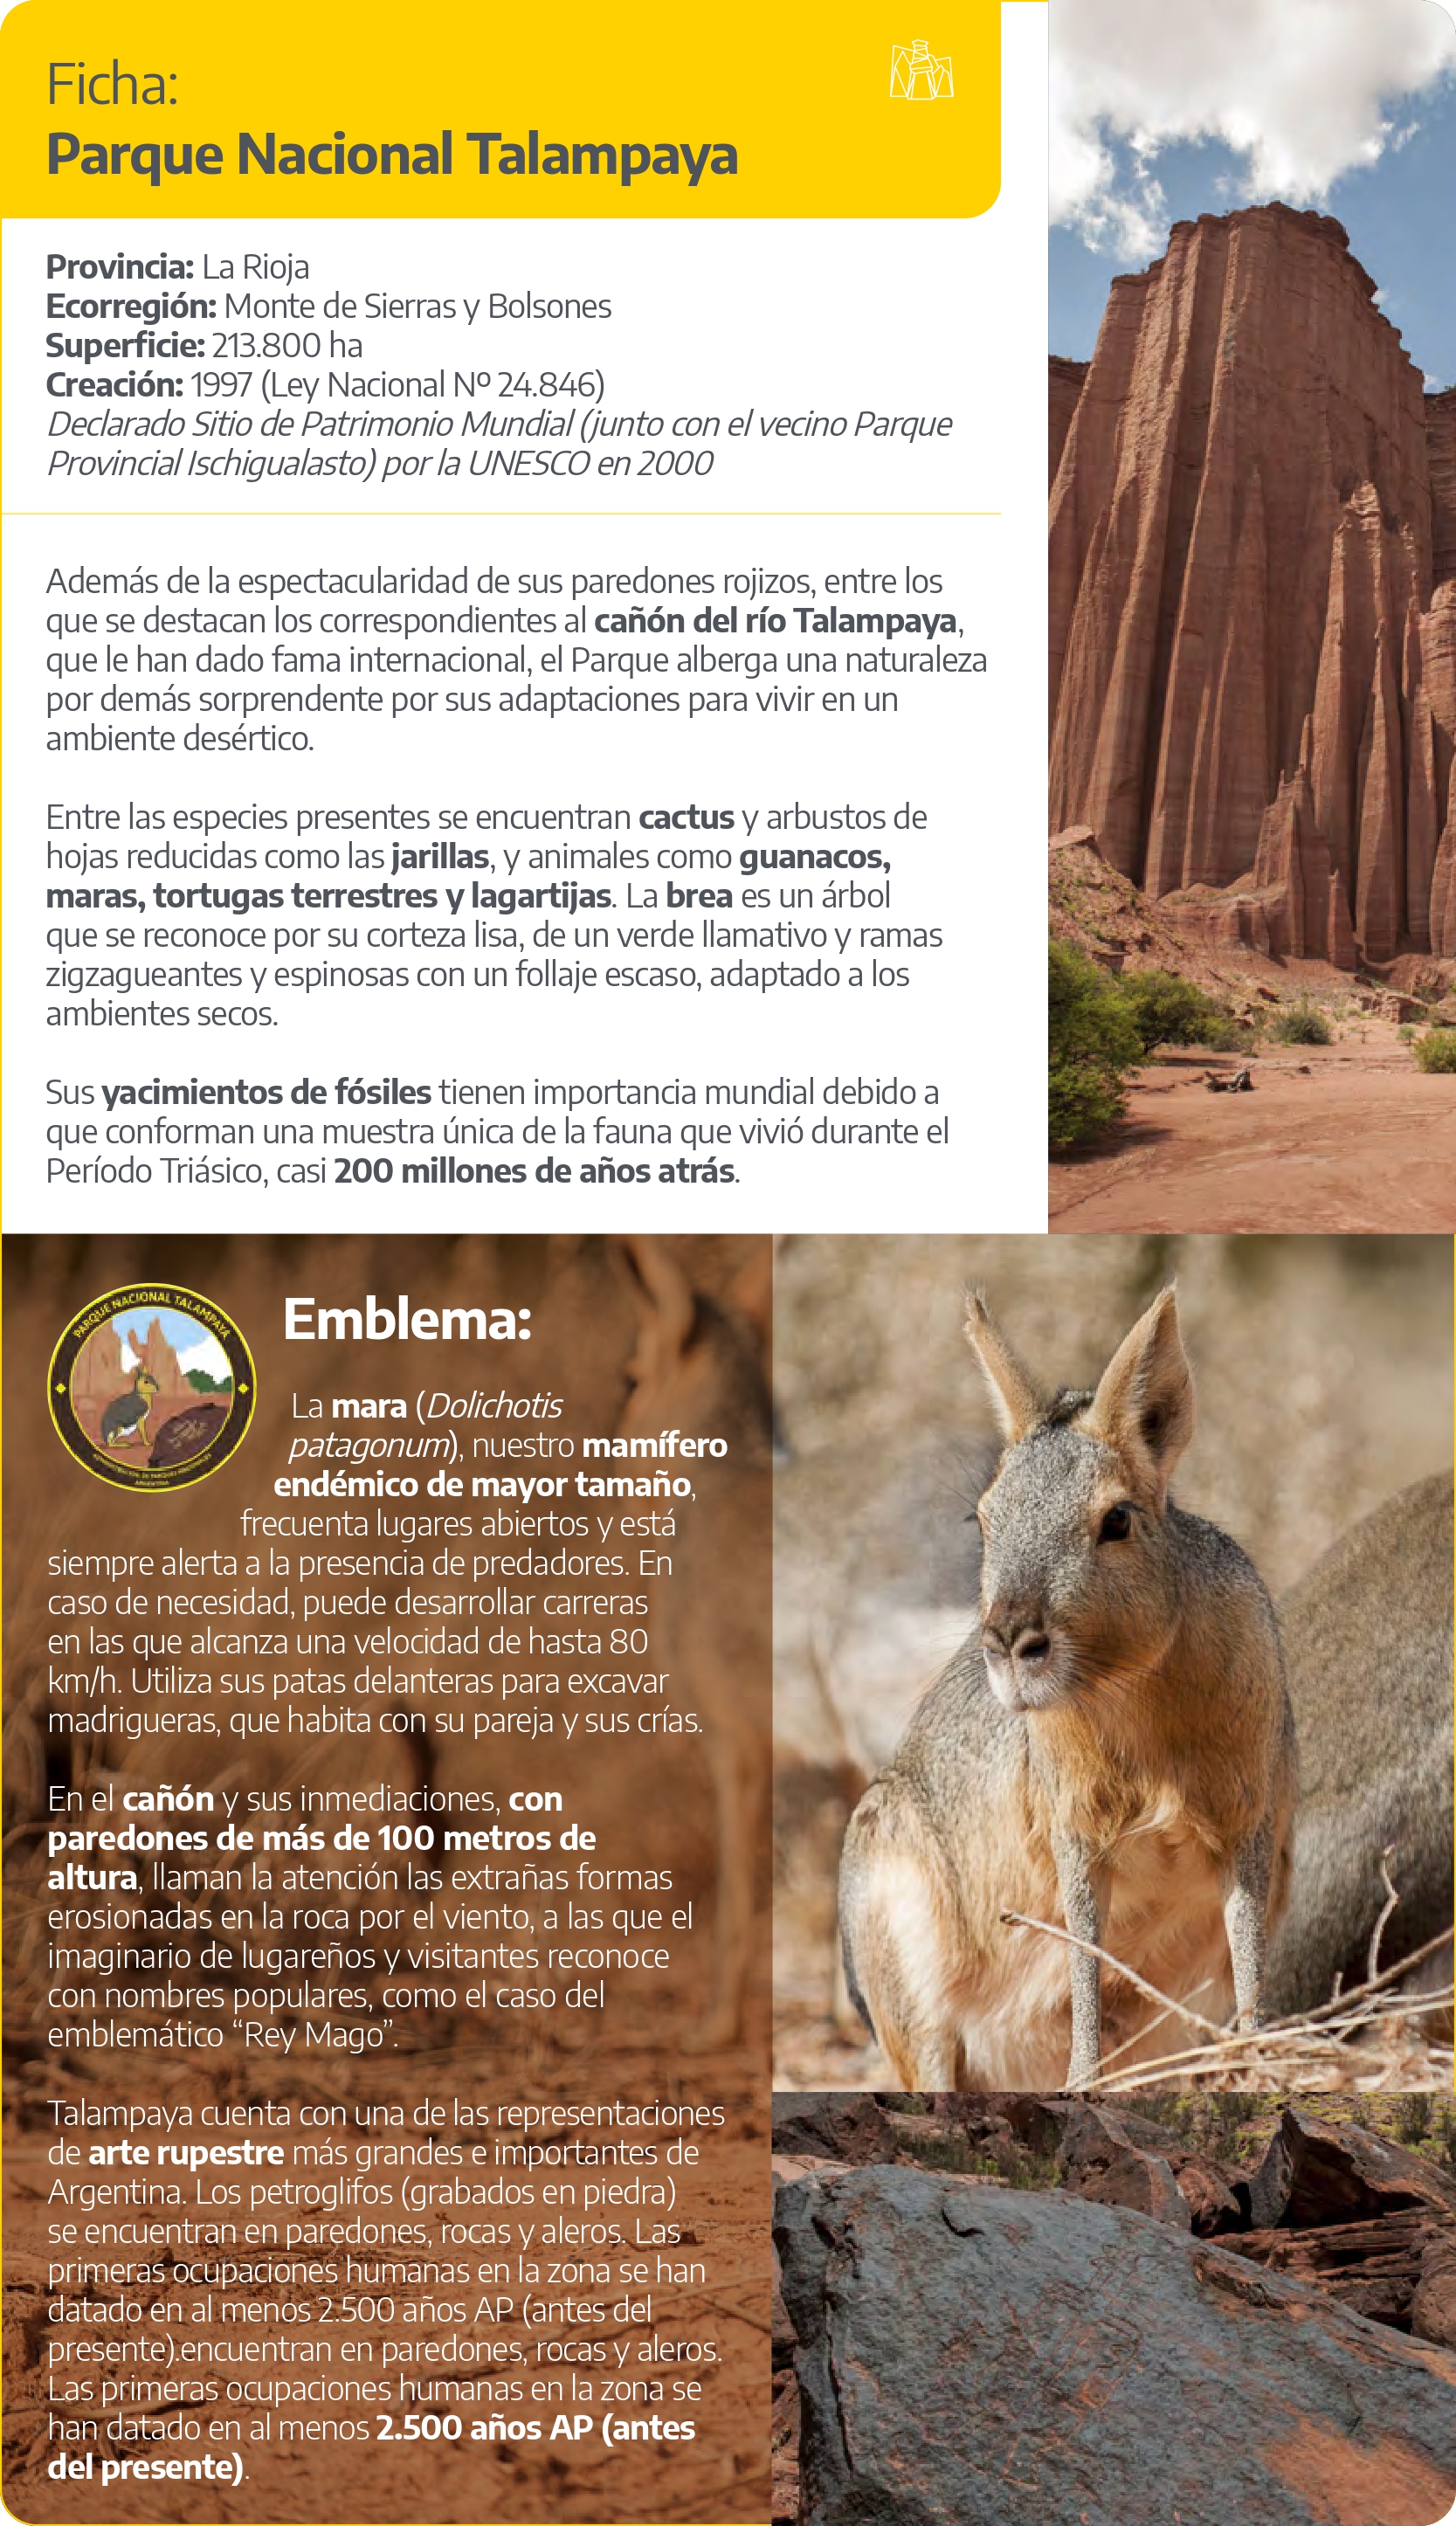 Ficha:
Parque Nacional Talampaya
Provincia: La Rioja
Ecorregión: Monte de Sierras y Bolsones
Superficie: 213.800 ha
Creación: 1997 (Ley Nacional Nº 24.846)
Declarado Sitio de Patrimonio Mundial (junto con el vecino Parque
Provincial Ischigualasto) por la UNESCO en 2000
Además de la espectacularidad de sus paredones rojizos, entre los
que se destacan los correspondientes al cañón del río Talampaya,
que le han dado fama internacional, el Parque alberga una naturaleza
por demás sorprendente por sus adaptaciones para vivir en un
ambiente desértico.
Entre las especies presentes se encuentran cactus y arbustos de
hojas reducidas como las jarillas, y animales como guanacos,
maras, tortugas terrestres y lagartijas. La brea es un árbol
que se reconoce por su corteza lisa, de un verde llamativo y ramas
zigzagueantes y espinosas con un follaje escaso, adaptado a los
ambientes secos.
Sus yacimientos de fósiles tienen importancia mundial debido a
que conforman una muestra única de la fauna que vivió durante el
Período Triásico, casi 200 millones de años atrás.
PARQUE NACIONAL TALAMPAYA
ADMINISTRACIÓN DE PARQUES NACIONALES
ARGENTINA
Emblema:
La mara (Dolichotis
patagonum), nuestro mamífero
endémico de mayor tamaño,
frecuenta lugares abiertos y está
siempre alerta a la presencia de predadores. En
caso de necesidad, puede desarrollar carreras
en las que alcanza una velocidad de hasta 80
km/h. Utiliza sus patas delanteras para excavar
madrigueras, que habita con su pareja y sus crías.
En el cañón y sus inmediaciones, con
paredones de más de 100 metros de
altura, llaman la atención las extrañas formas
erosionadas en la roca por el viento, a las que el
imaginario de lugareños y visitantes reconoce
con nombres populares, como el caso del
emblemático “Rey Mago”.
Talampaya cuenta con una de las representaciones
de arte rupestre más grandes e importantes de
Argentina. Los petroglifos (grabados en piedra)
se encuentran en paredones, rocas y aleros. Las
primeras ocupaciones humanas en la zona se han
datado en al menos 2.500 años AP (antes del
presente).encuentran en paredones, rocas y aleros.
Las primeras ocupaciones humanas en la zona se
han datado en al menos 2.500 años AP (antes
del presente).